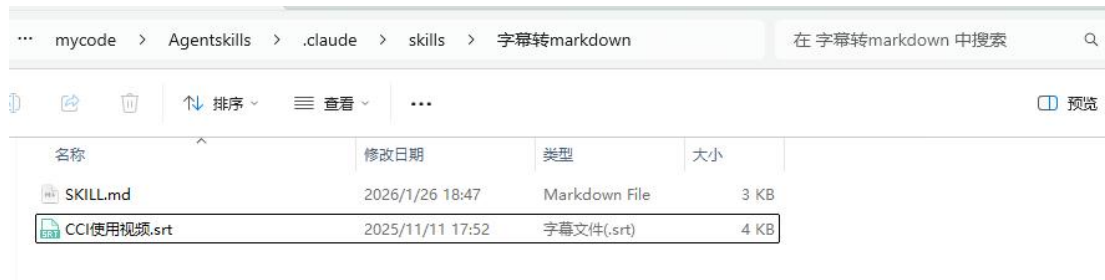 … mycode > Agentskills > .claude > skills > 字幕转markdown 在 字幕转markdown 中搜索
排序 查看 … 预览
名称 修改日期 类型 大小
SKILL.md 2026/1/26 18:47 Markdown File 3 KB
CCI使用视频.srt 2025/11/11 17:52 字幕文件(.srt) 4 KB